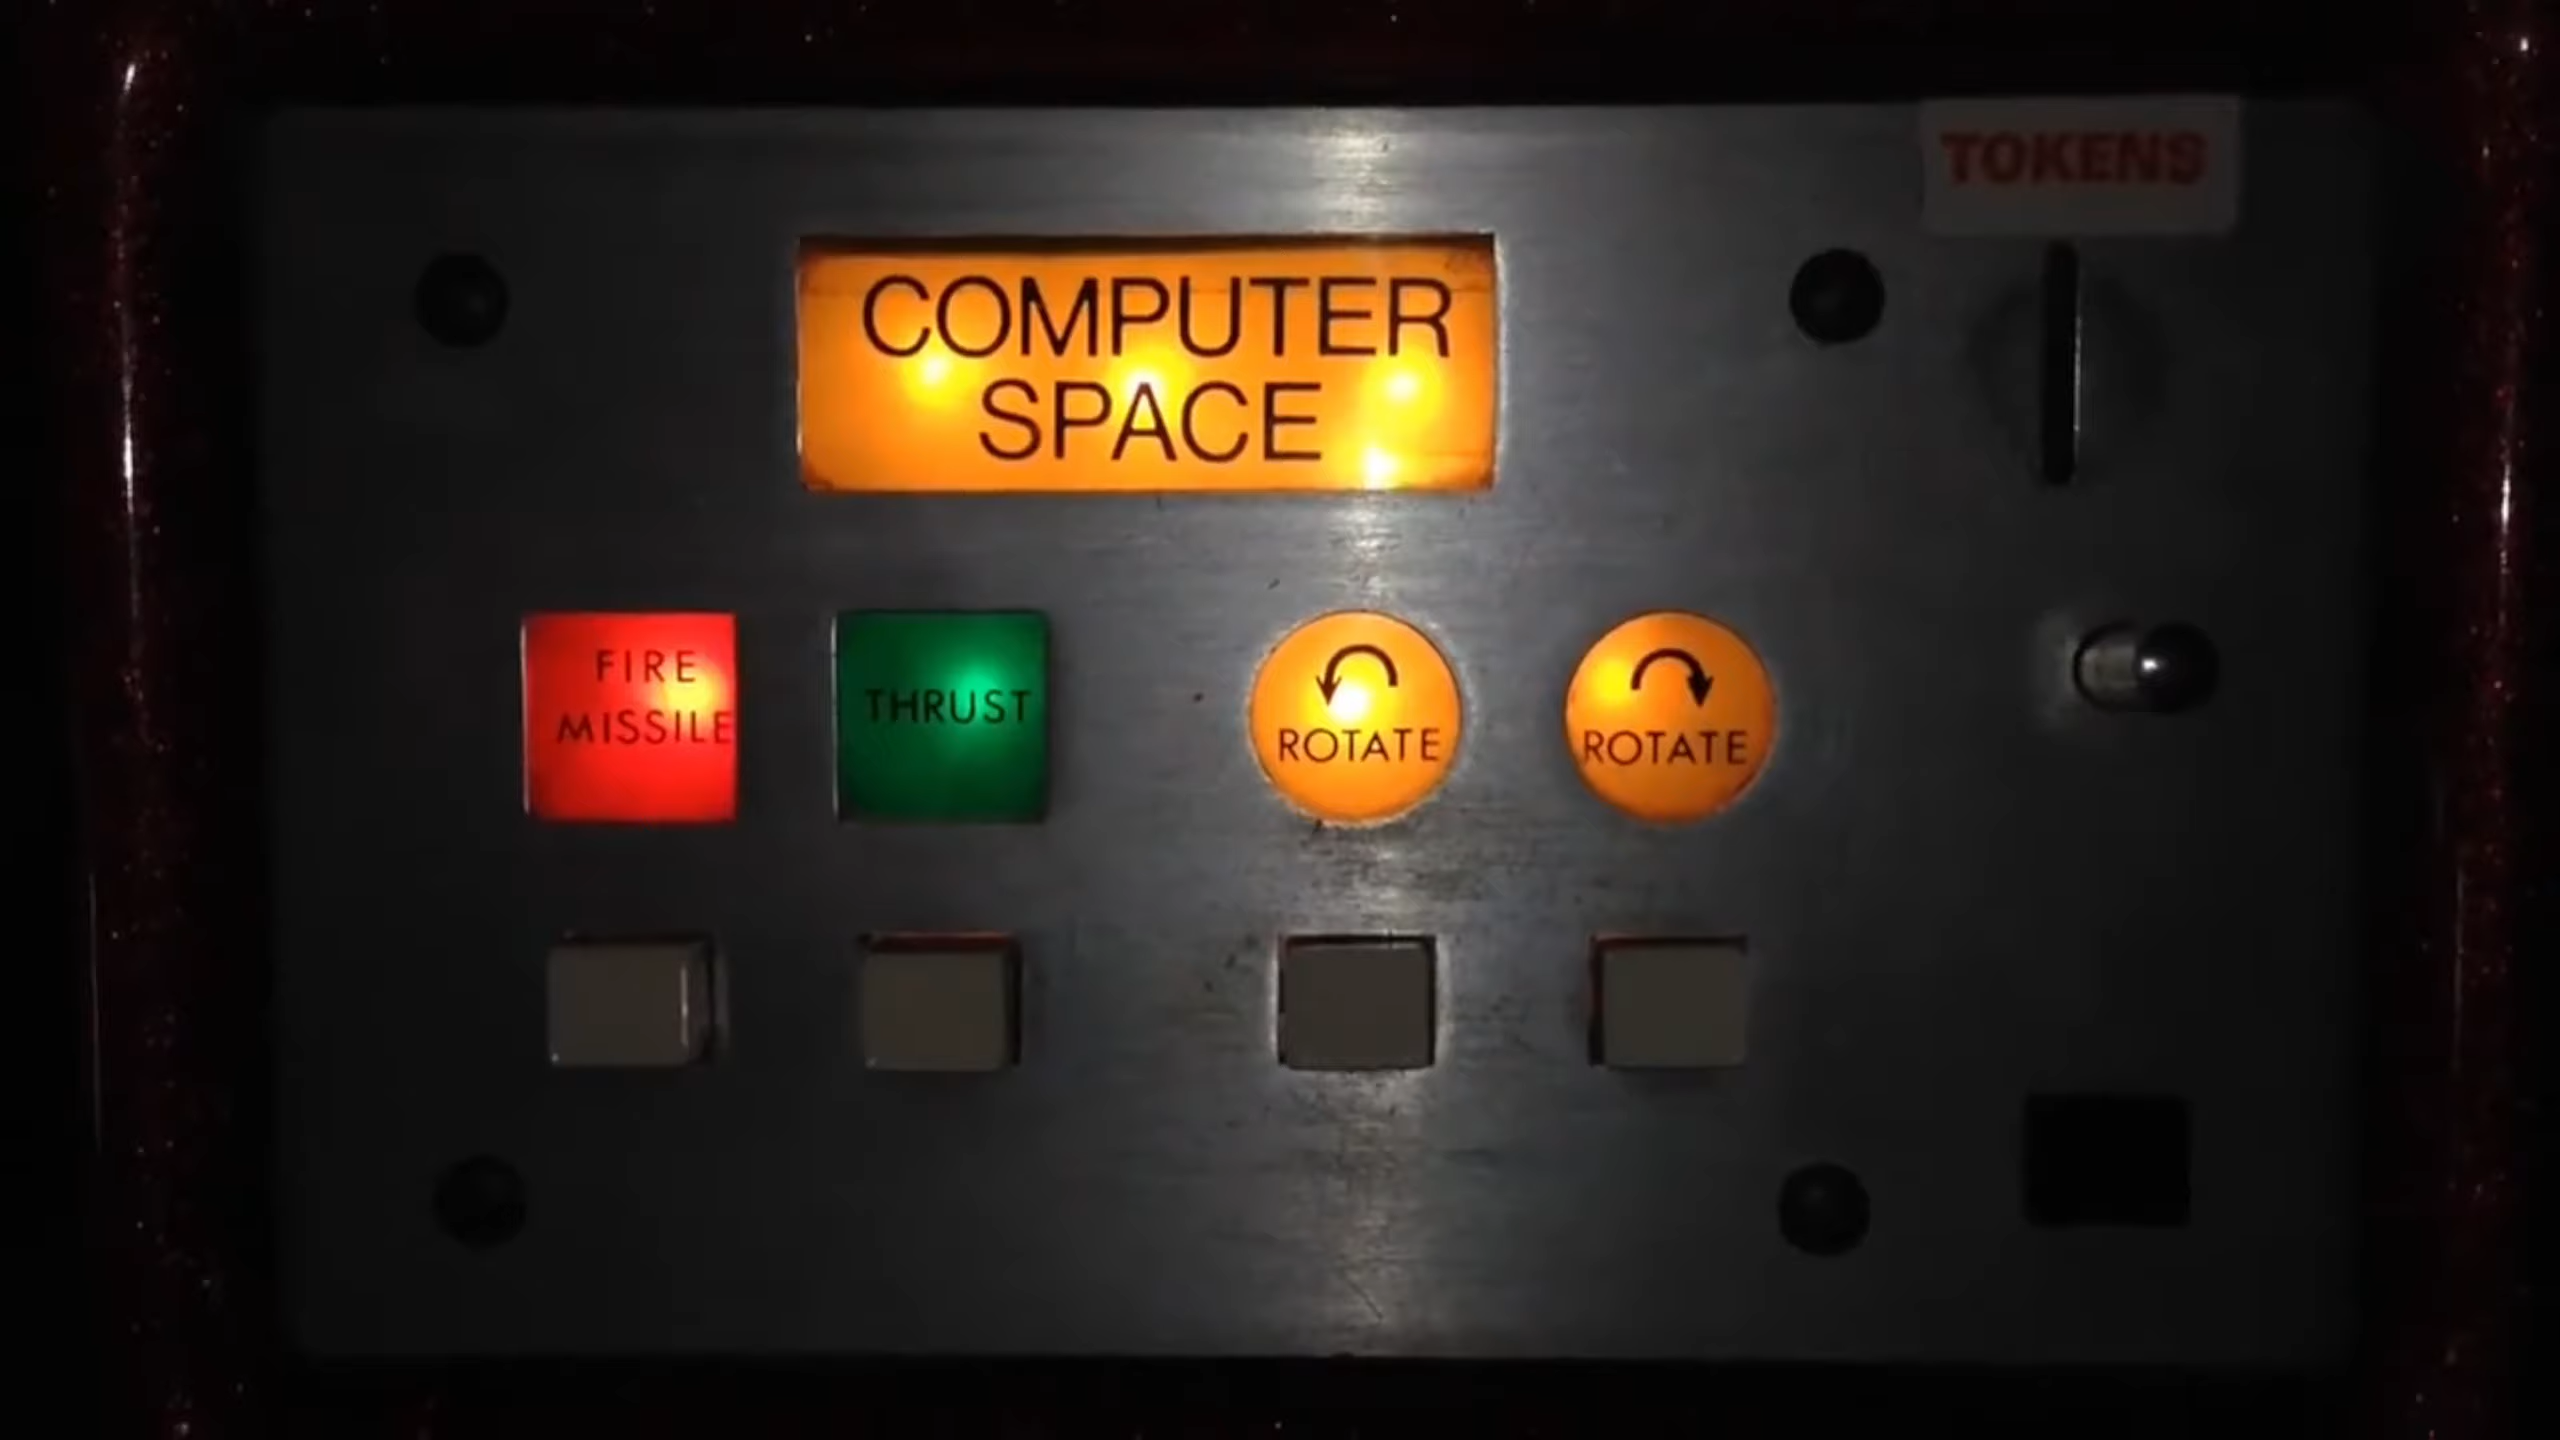 TOKENS
COMPUTER
SPACE
FIRE
MISSILE
THRUST
ROTATE
ROTATE